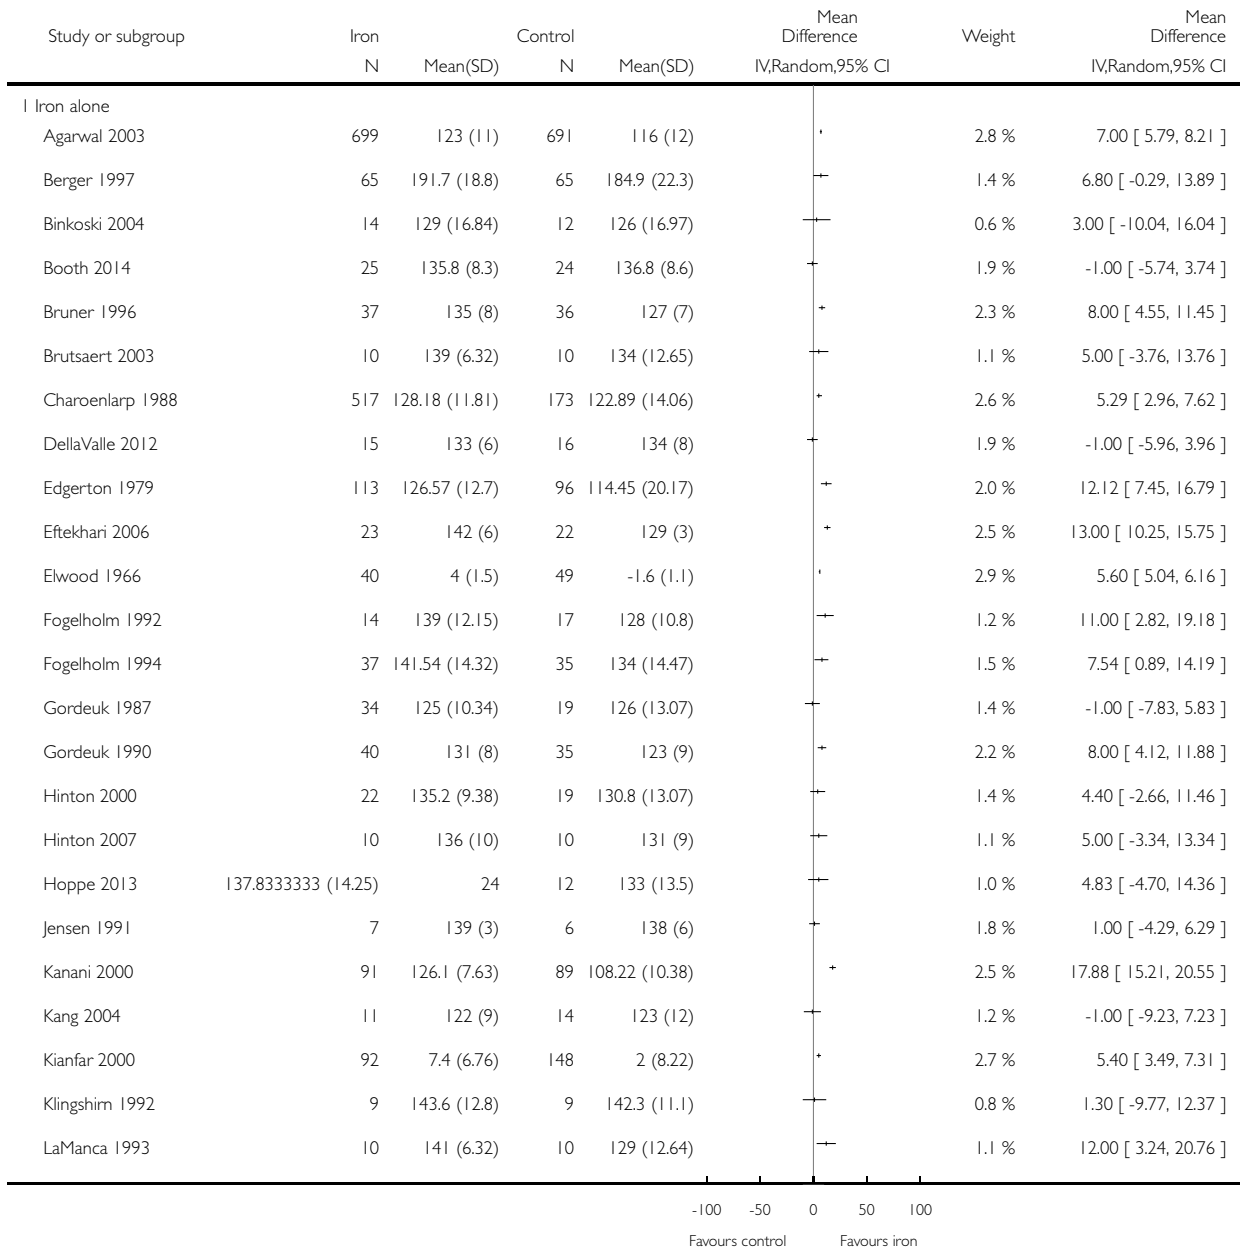 Mean Mean
Study or subgroup Iron Control Difference Weight Difference
N Mean(SD) N Mean(SD) IV,Random,95% CI IV,Random,95% CI
1 Iron alone
Agarwal 2003 699 123 (11) 691 116 (12) 2.8 % 7.00 [ 5.79, 8.21 ]
Berger 1997 65 191.7 (18.8) 65 184.9 (22.3) 1.4 % 6.80 [ -0.29, 13.89 ]
Binkoski 2004 14 129 (16.84) 12 126 (16.97) 0.6 % 3.00 [ -10.04, 16.04 ]
Booth 2014 25 135.8 (8.3) 24 136.8 (8.6) 1.9 % -1.00 [ -5.74, 3.74 ]
Bruner 1996 37 135 (8) 36 127 (7) 2.3 % 8.00 [ 4.55, 11.45 ]
Brutsaert 2003 10 139 (6.32) 10 134 (12.65) 1.1 % 5.00 [ -3.76, 13.76 ]
Charoenlarp 1988 517 128.18 (11.81) 173 122.89 (14.06) 2.6 % 5.29 [ 2.96, 7.62 ]
DellaValle 2012 15 133 (6) 16 134 (8) 1.9 % -1.00 [ -5.96, 3.96 ]
Edgerton 1979 113 126.57 (12.7) 96 114.45 (20.17) 2.0 % 12.12 [ 7.45, 16.79 ]
Eftekhari 2006 23 142 (6) 22 129 (3) 2.5 % 13.00 [ 10.25, 15.75 ]
Elwood 1966 40 4 (1.5) 49 -1.6 (1.1) 2.9 % 5.60 [ 5.04, 6.16 ]
Fogelholm 1992 14 139 (12.15) 17 128 (10.8) 1.2 % 11.00 [ 2.82, 19.18 ]
Fogelholm 1994 37 141.54 (14.32) 35 134 (14.47) 1.5 % 7.54 [ 0.89, 14.19 ]
Gordeuk 1987 34 125 (10.34) 19 126 (13.07) 1.4 % -1.00 [ -7.83, 5.83 ]
Gordeuk 1990 40 131 (8) 35 123 (9) 2.2 % 8.00 [ 4.12, 11.88 ]
Hinton 2000 22 135.2 (9.38) 19 130.8 (13.07) 1.4 % 4.40 [ -2.66, 11.46 ]
Hinton 2007 10 136 (10) 10 131 (9) 1.1 % 5.00 [ -3.34, 13.34 ]
Hoppe 2013 137.8333333 (14.25) 24 12 133 (13.5) 1.0 % 4.83 [ -4.70, 14.36 ]
Jensen 1991 7 139 (3) 6 138 (6) 1.8 % 1.00 [ -4.29, 6.29 ]
Kanani 2000 91 126.1 (7.63) 89 108.22 (10.38) 2.5 % 17.88 [ 15.21, 20.55 ]
Kang 2004 11 122 (9) 14 123 (12) 1.2 % -1.00 [ -9.23, 7.23 ]
Kianfar 2000 92 7.4 (6.76) 148 2 (8.22) 2.7 % 5.40 [ 3.49, 7.31 ]
Klingshirn 1992 9 143.6 (12.8) 9 142.3 (11.1) 0.8 % 1.30 [ -9.77, 12.37 ]
LaManca 1993 10 141 (6.32) 10 129 (12.64) 1.1 % 12.00 [ 3.24, 20.76 ]
-100 -50 0 50 100
Favours control Favours iron